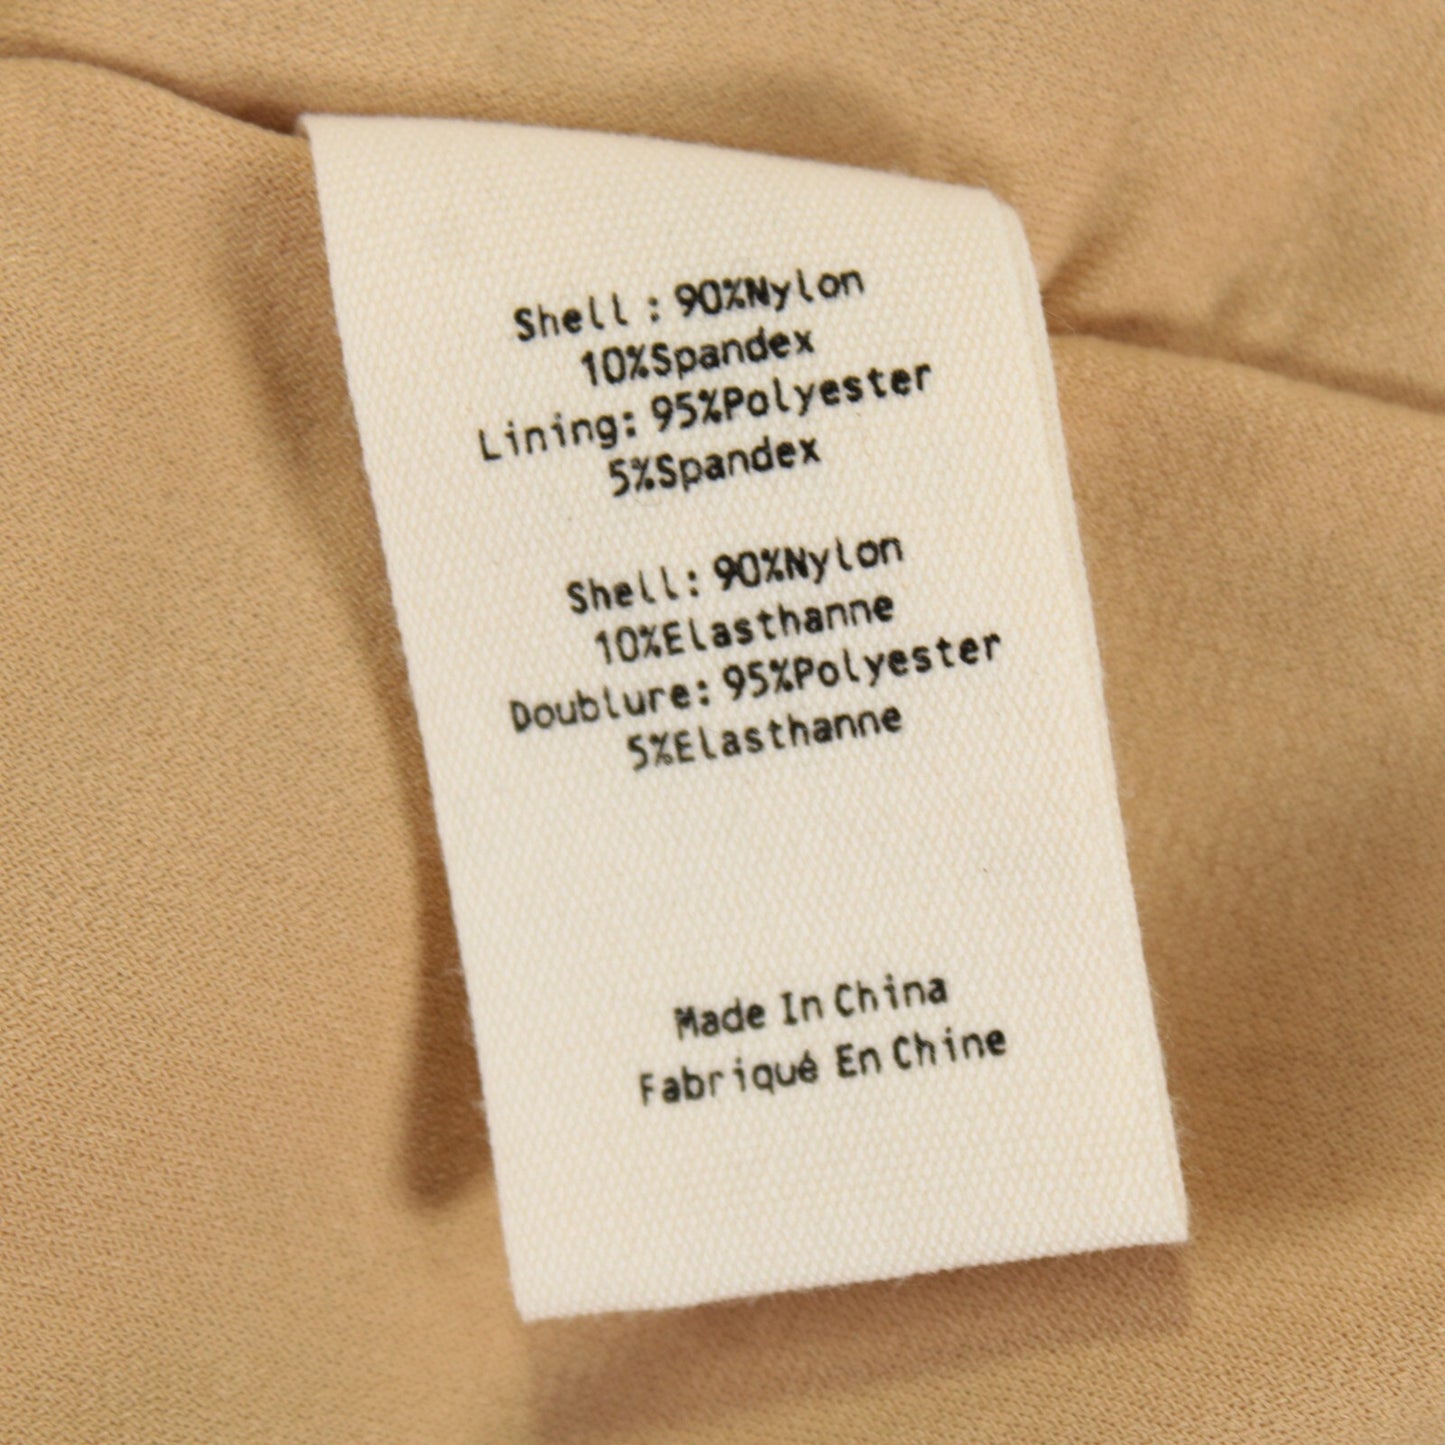 Shell : 90%Nylon
10%Spandex
Lining: 95%Polyester
5%Spandex
Shell: 90%Nylon
10%Elasthanne
Doublure: 95%Polyester
5%Elasthanne
Made In China
Fabriqué En Chine